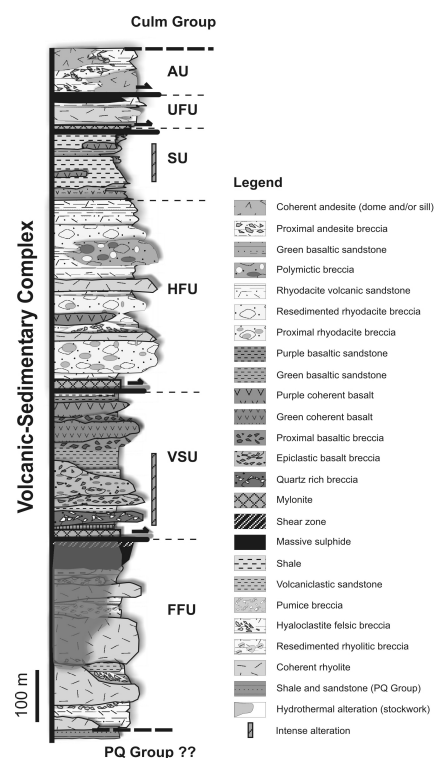 Culm Group
AU
UFU
SU
HFU
VSU
FFU
PQ Group ??
Volcanic-Sedimentary Complex
100 m
Legend
Coherent andesite (dome and/or sill)
Proximal andesite breccia
Green basaltic sandstone
Polymictic breccia
Rhyodacite volcanic sandstone
Resedimented rhyodacite breccia
Proximal rhyodacite breccia
Purple basaltic sandstone
Green basaltic sandstone
Purple coherent basalt
Green coherent basalt
Proximal basaltic breccia
Epiclastic basalt breccia
Quartz rich breccia
Mylonite
Shear zone
Massive sulphide
Shale
Volcaniclastic sandstone
Pumice breccia
Hyaloclastite felsic breccia
Resedimented rhyolitic breccia
Coherent rhyolite
Shale and sandstone (PQ Group)
Hydrothermal alteration (stockwork)
Intense alteration